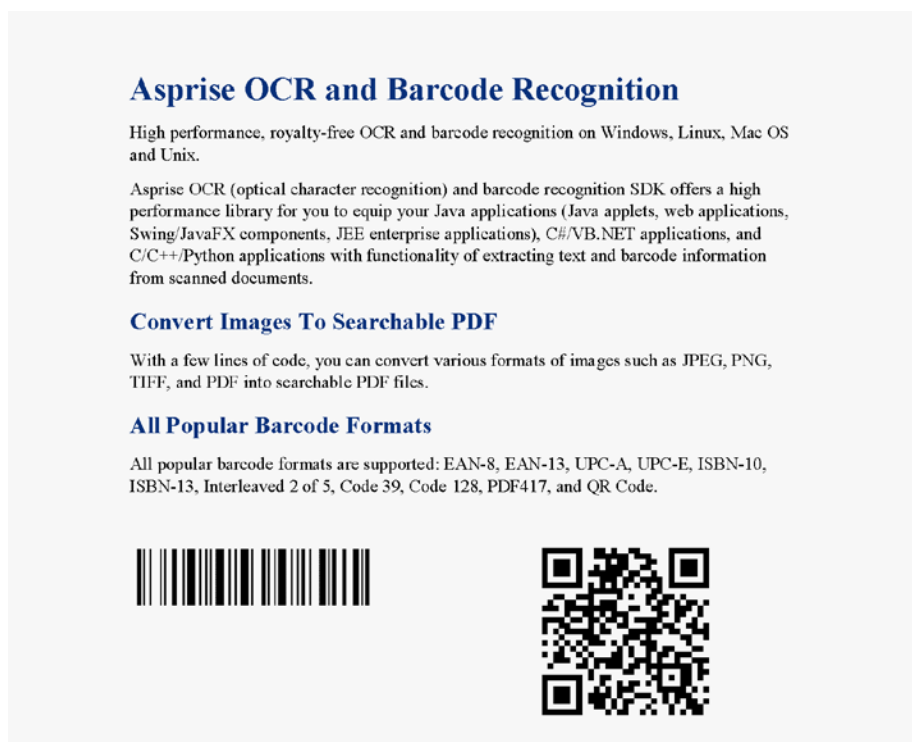 Asprise OCR and Barcode Recognition
High performance, royalty-free OCR and barcode recognition on Windows, Linux, Mac OS
and Unix.
Asprise OCR (optical character recognition) and barcode recognition SDK offers a high
performance library for you to equip your Java applications (Java applets, web applications,
Swing/JavaFX components, JEE enterprise applications), C#/VB.NET applications, and
C/C++/Python applications with functionality of extracting text and barcode information
from scanned documents.
Convert Images To Searchable PDF
With a few lines of code, you can convert various formats of images such as JPEG, PNG,
TIFF, and PDF into searchable PDF files.
All Popular Barcode Formats
All popular barcode formats are supported: EAN-8, EAN-13, UPC-A, UPC-E, ISBN-10,
ISBN-13, Interleaved 2 of 5, Code 39, Code 128, PDF417, and QR Code.